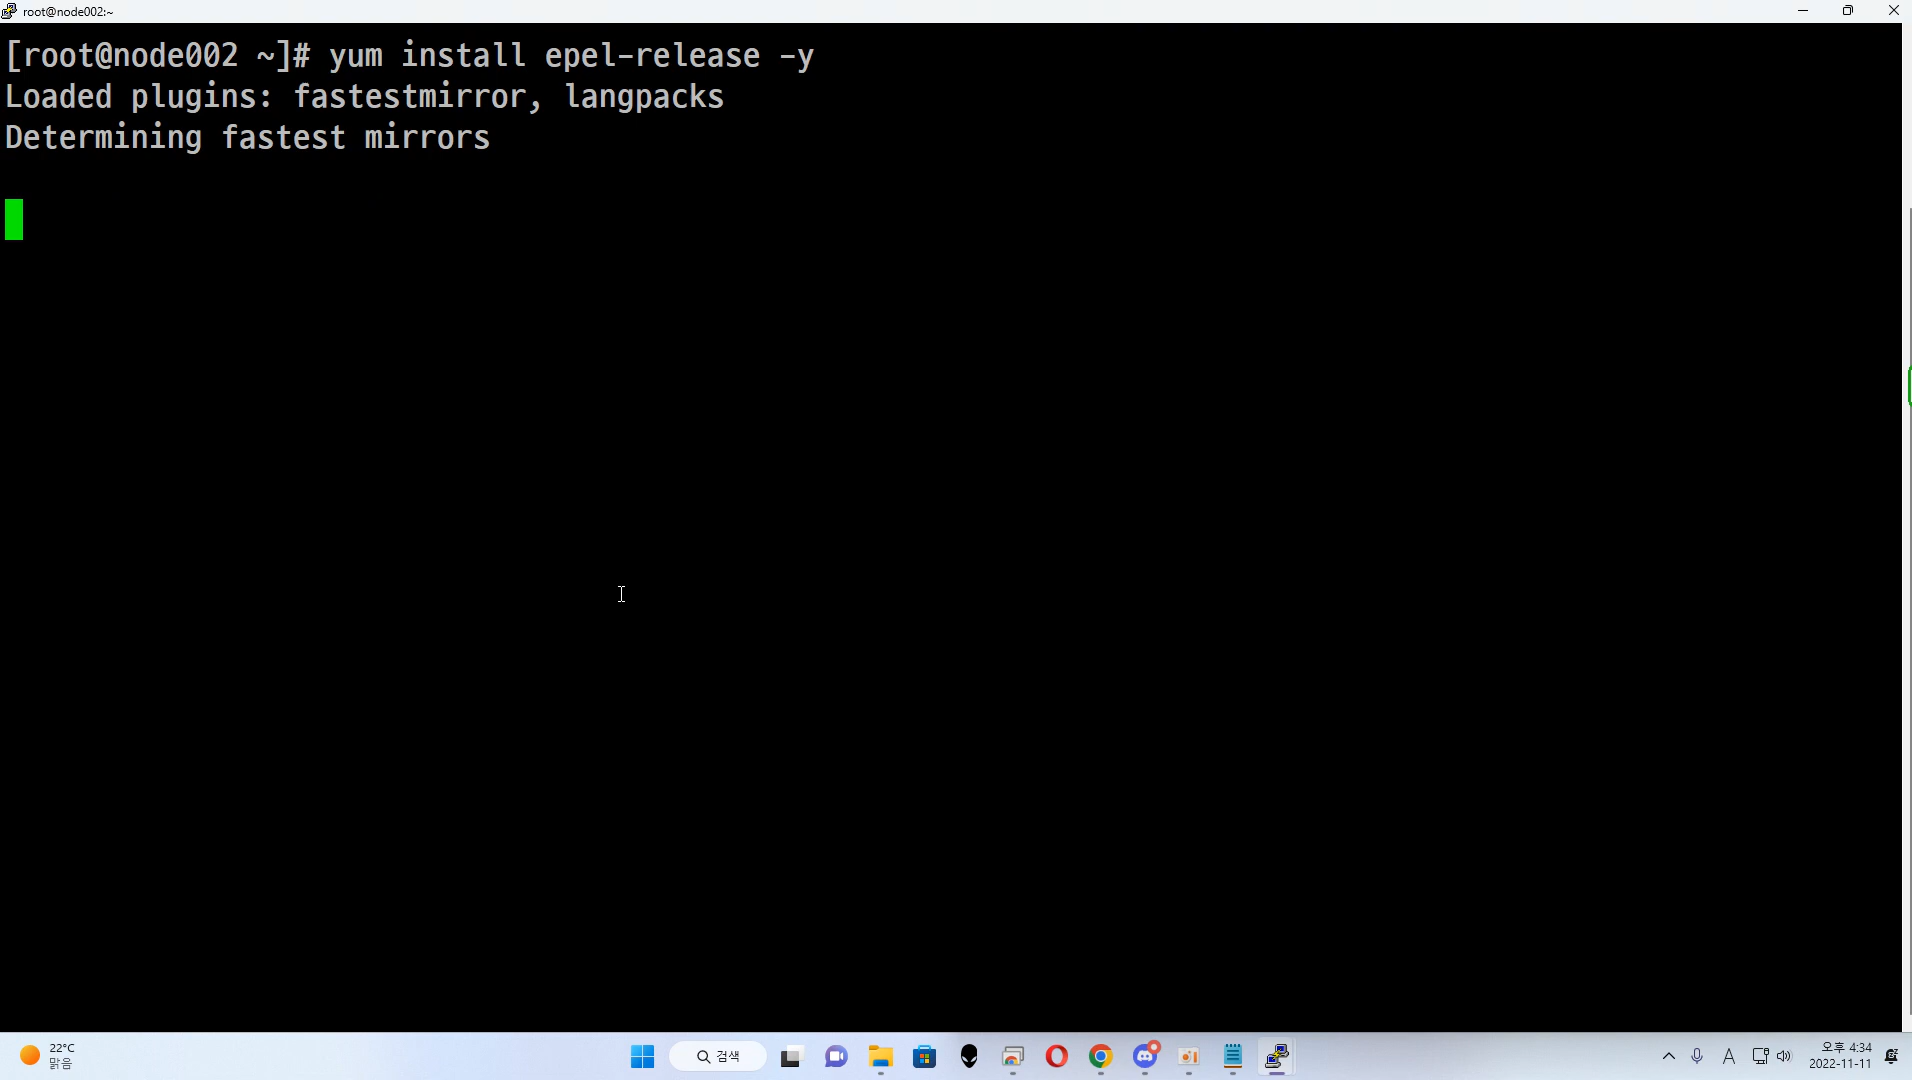 root@node002:~
[root@node002 ~]# yum install epel-release -y
Loaded plugins: fastestmirror, langpacks
Determining fastest mirrors
22°C
맑음
검색
A
오후 4:34
2022-11-11